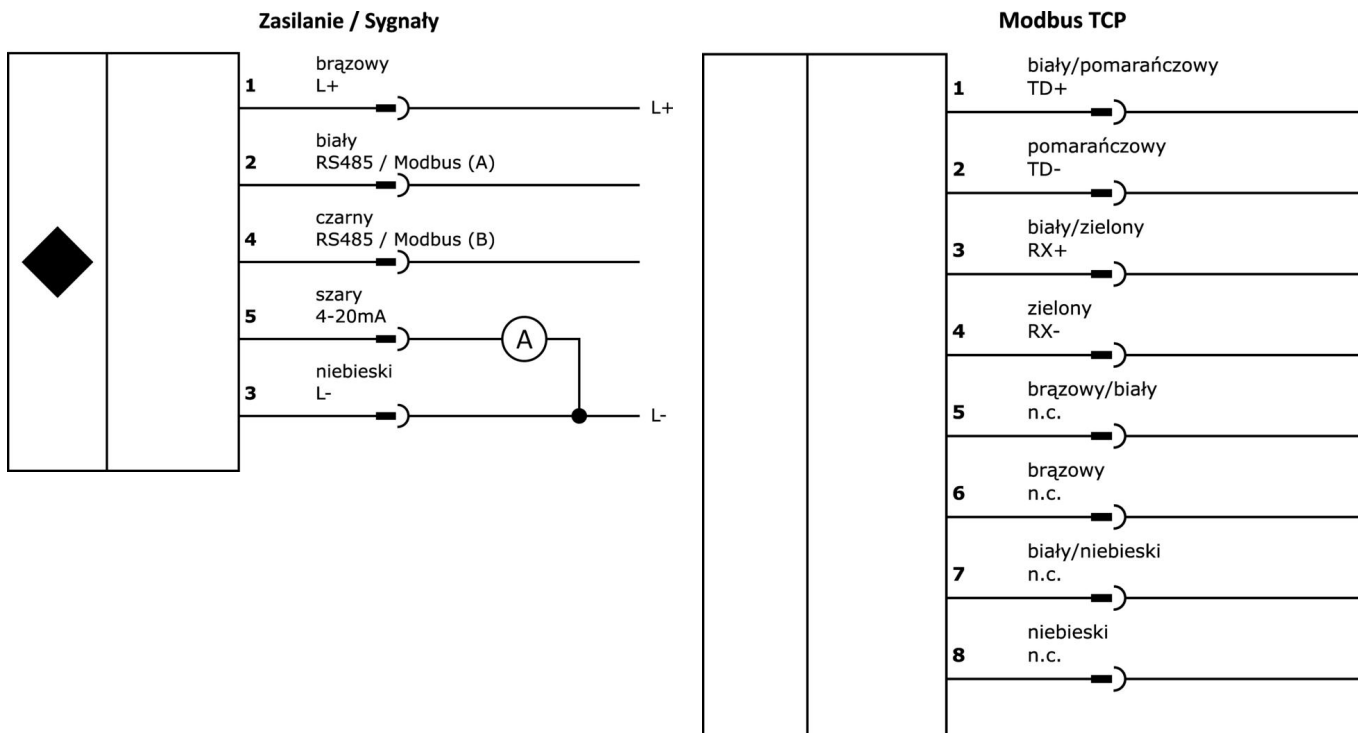 Zasilanie / Sygnały
brązowy
1 L+
L+
biały
2 RS485 / Modbus (A)
czarny
4 RS485 / Modbus (B)
szary
5 4-20mA
A
niebieski
3 L-
L-
Modbus TCP
biały/pomarańczowy
1 TD+
pomarańczowy
2 TD-
biały/zielony
3 RX+
zielony
4 RX-
brązowy/biały
5 n.c.
brązowy
6 n.c.
biały/niebieski
7 n.c.
niebieski
8 n.c.